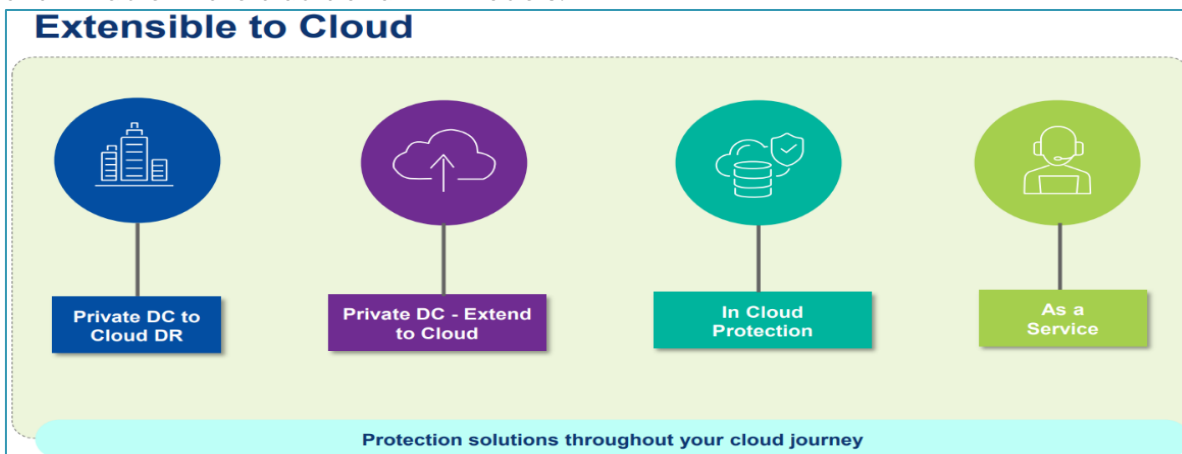 Extensible to Cloud
Private DC to
Cloud DR
Private DC - Extend
to Cloud
In Cloud
Protection
As a
Service
Protection solutions throughout your cloud journey